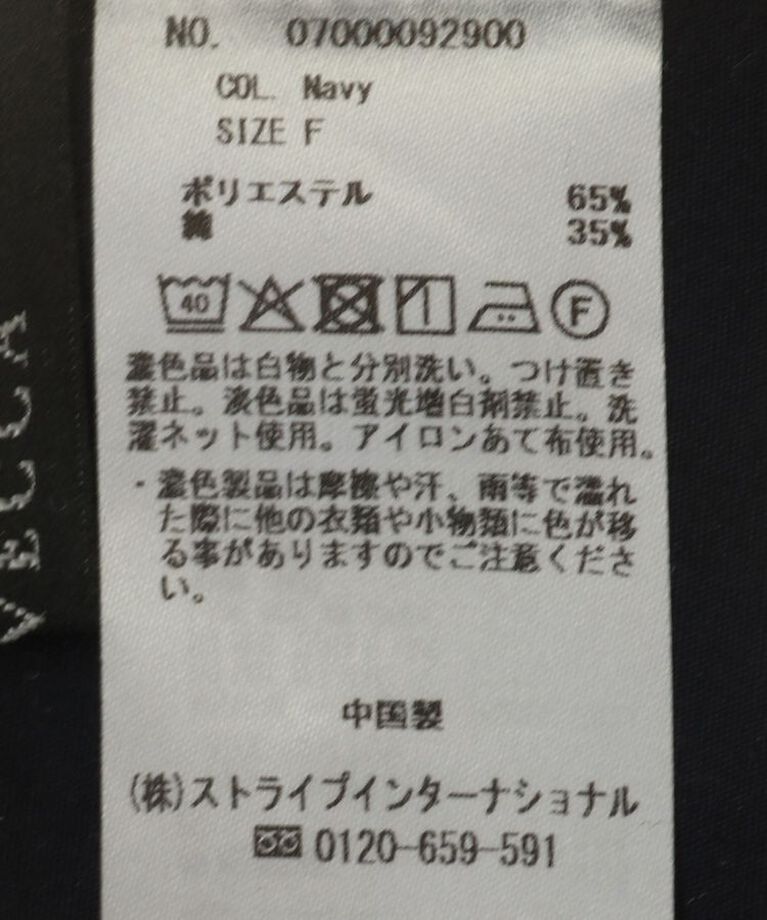 NO. 07000092900
COL. Navy
SIZE F
ポリエステル 65%
綿 35%
40
F
濃色品は白物と分別洗い。つけ置き
禁止。淡色品は蛍光増白剤禁止。洗
濯ネット使用。アイロンあて布使用。
・濃色製品は摩擦や汗、雨等で濡れ
た際に他の衣類や小物類に色が移
る事がありますのでご注意くださ
い。
中国製
(株)ストライプインターナショナル
0120-659-591
VECCA